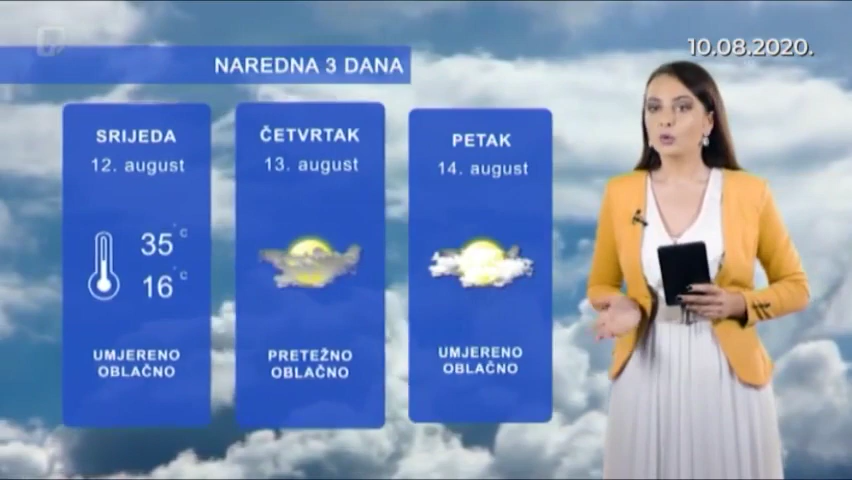 10.08.2020.
NAREDNA 3 DANA
SRIJEDA
12. august
35°C
16°C
UMJERENO
OBLAČNO
ČETVRTAK
13. august
PRETEŽNO
OBLAČNO
PETAK
14. august
UMJERENO
OBLAČNO